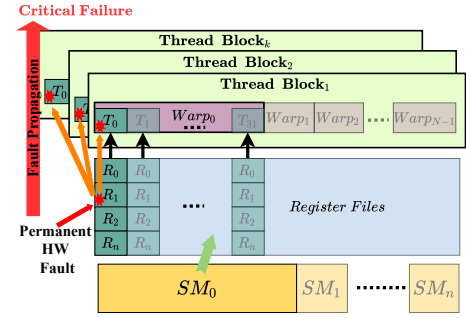 Critical Failure
Fault Propagation
Thread Block_k
Thread Block_2
Thread Block_1
T_0
T_0
T_0 T_1 Warp_0 T_31 Warp_1 Warp_2 Warp_{N-1}
R_0 R_0 R_0
R_1 R_1 R_1
R_2 R_2 R_2
R_n R_n R_n
Register Files
Permanent
HW
Fault
SM_0 SM_1 SM_n